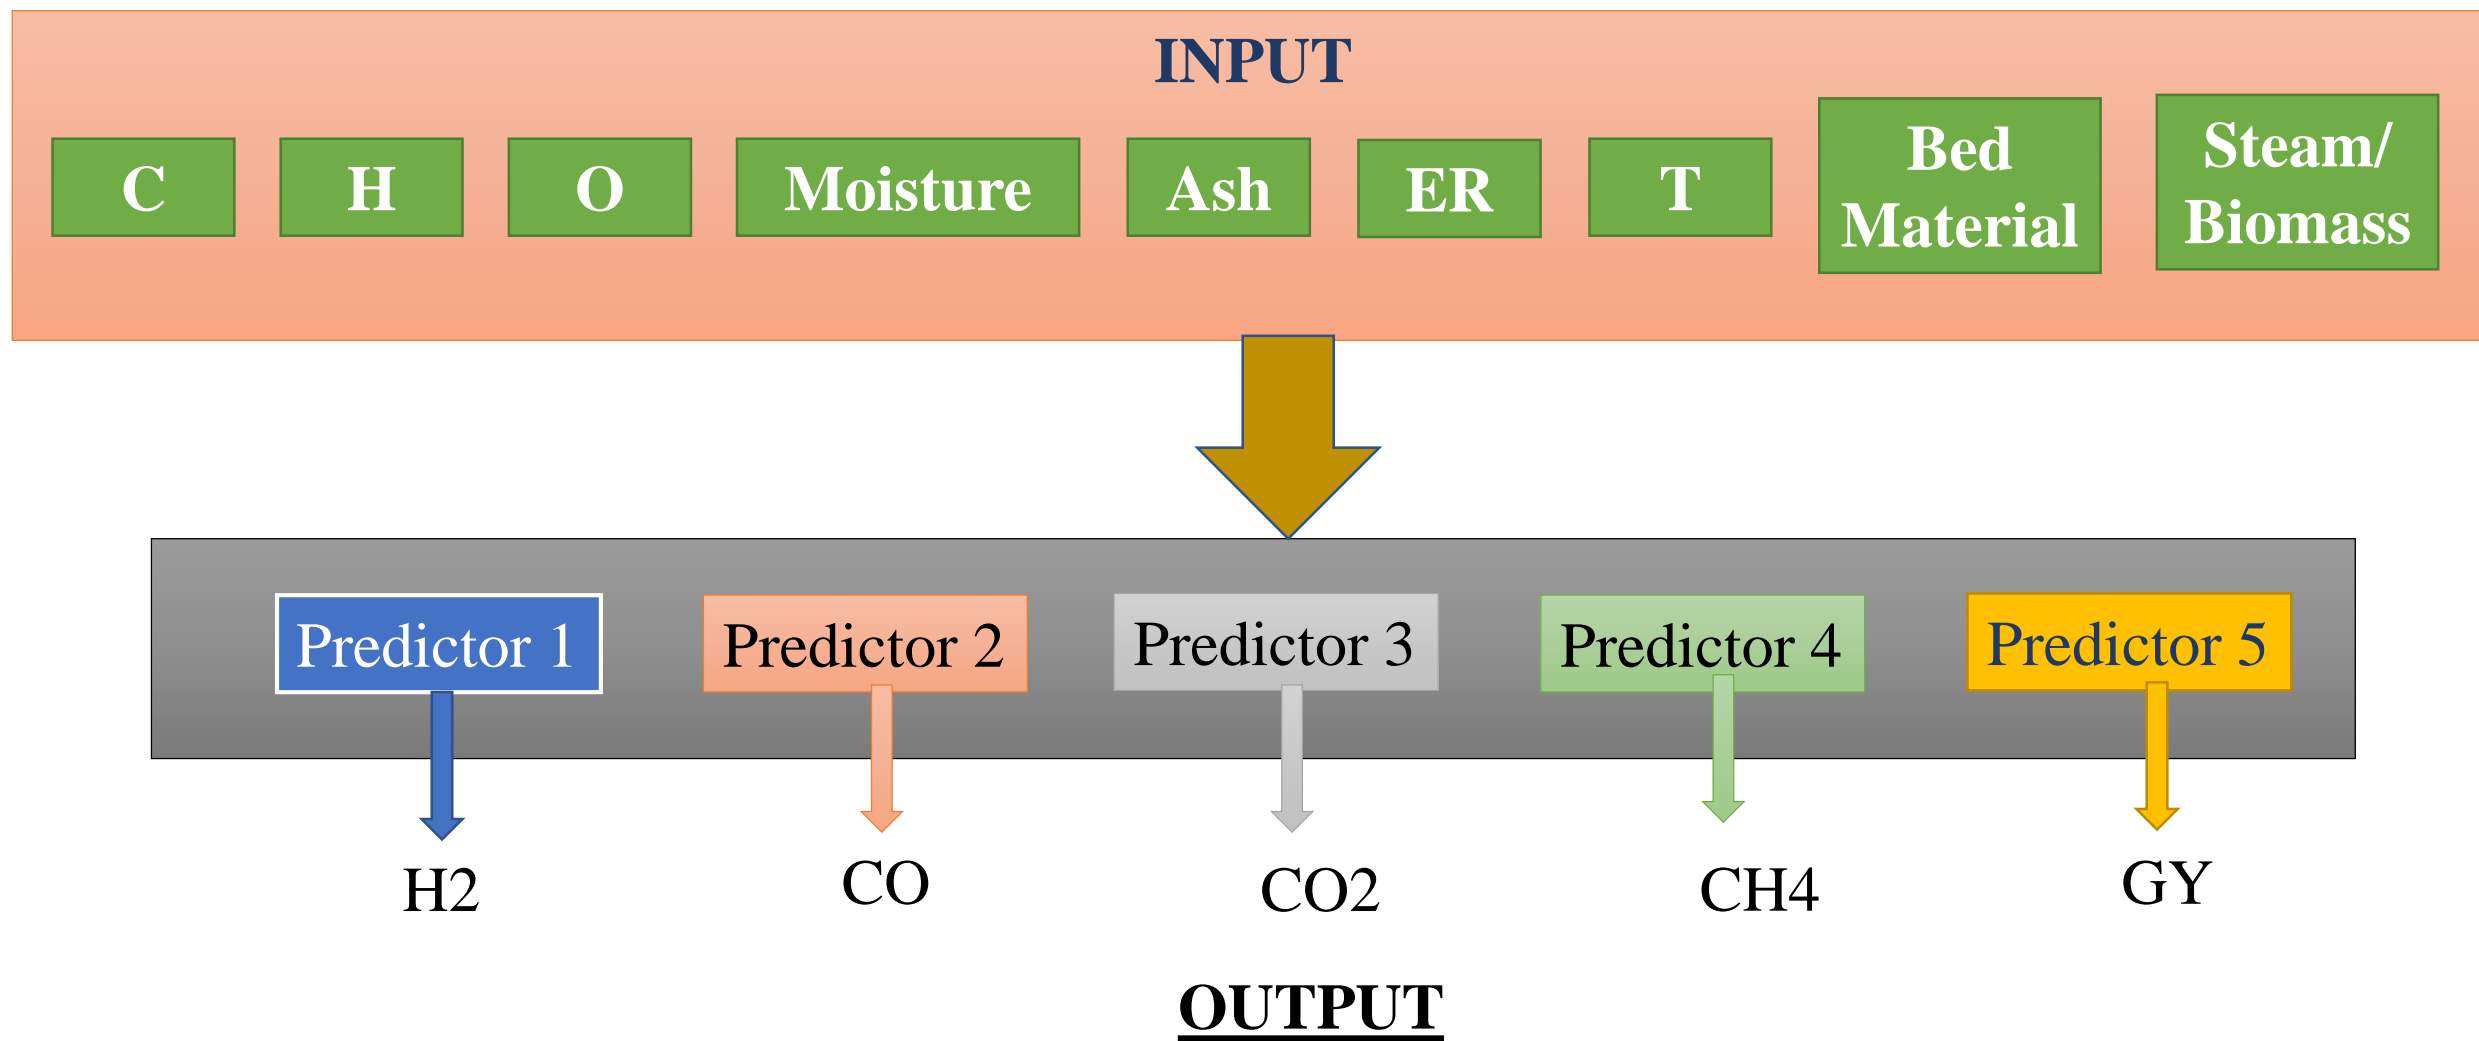 INPUT
C
H
O
Moisture
Ash
ER
T
Bed
Material
Steam/
Biomass
Predictor 1
Predictor 2
Predictor 3
Predictor 4
Predictor 5
H2
CO
CO2
CH4
GY
OUTPUT